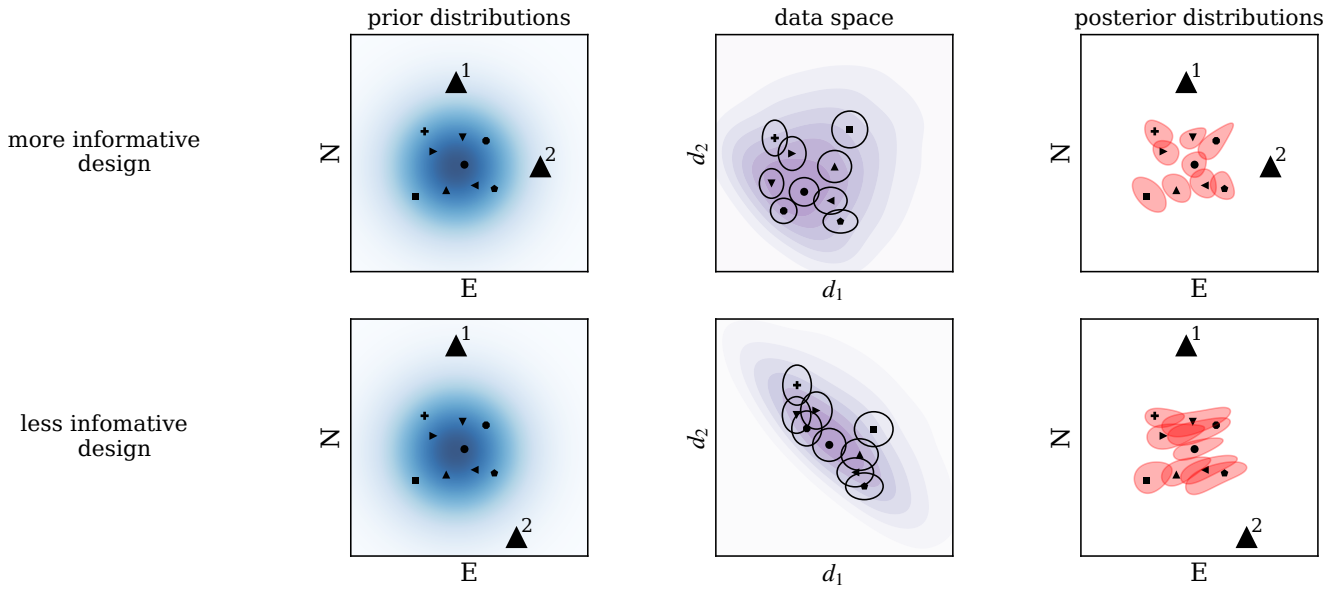 prior distributions
data space
posterior distributions
more informative
design
N
1
2
E
d₂
d₁
N
1
2
E
less infomative
design
N
1
2
E
d₂
d₁
N
1
2
E